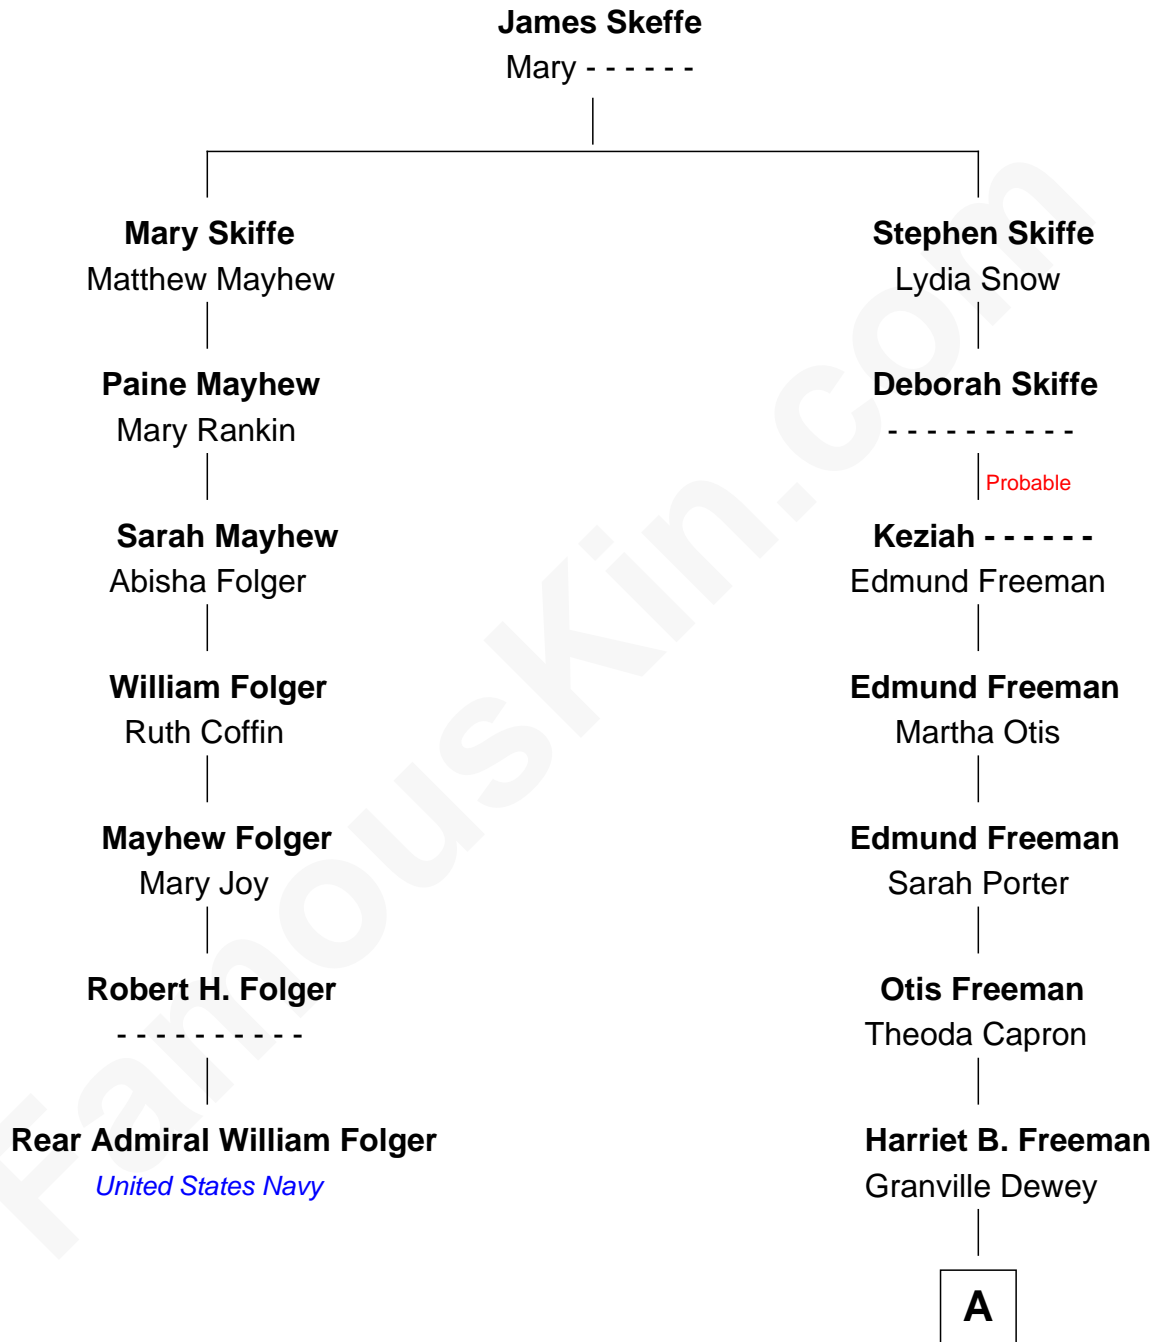 James Skeffe
Mary - - - - - -
Mary Skiffe
Matthew Mayhew
Stephen Skiffe
Lydia Snow
Paine Mayhew
Mary Rankin
Deborah Skiffe
- - - - - - - - - -
Probable
Sarah Mayhew
Abisha Folger
Keziah - - - - - -
Edmund Freeman
William Folger
Ruth Coffin
Edmund Freeman
Martha Otis
Mayhew Folger
Mary Joy
Edmund Freeman
Sarah Porter
Robert H. Folger
- - - - - - - - - -
Otis Freeman
Theoda Capron
Rear Admiral William Folger
United States Navy
Harriet B. Freeman
Granville Dewey
A
FamousKin.com